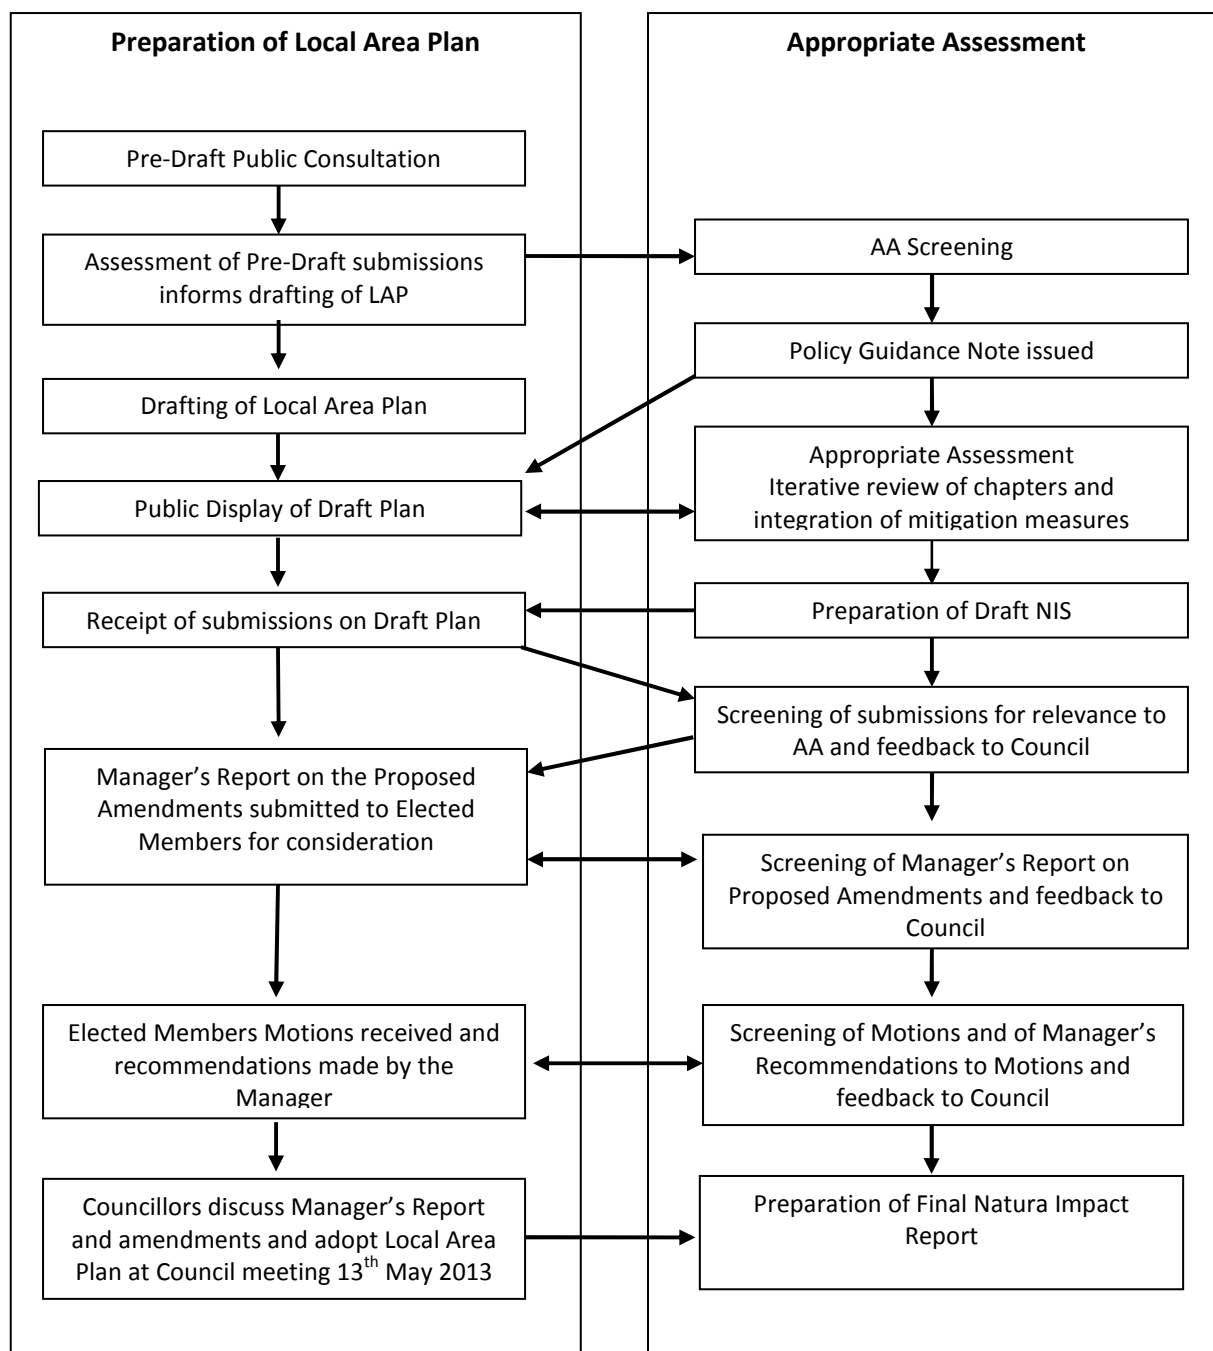 Preparation of Local Area Plan
Pre-Draft Public Consultation
Assessment of Pre-Draft submissions
informs drafting of LAP
Drafting of Local Area Plan
Public Display of Draft Plan
Receipt of submissions on Draft Plan
Manager’s Report on the Proposed
Amendments submitted to Elected
Members for consideration
Elected Members Motions received and
recommendations made by the
Manager
Councillors discuss Manager’s Report
and amendments and adopt Local Area
Plan at Council meeting 13th May 2013
Appropriate Assessment
AA Screening
Policy Guidance Note issued
Appropriate Assessment
Iterative review of chapters and
integration of mitigation measures
Preparation of Draft NIS
Screening of submissions for relevance to
AA and feedback to Council
Screening of Manager’s Report on
Proposed Amendments and feedback to
Council
Screening of Motions and of Manager’s
Recommendations to Motions and
feedback to Council
Preparation of Final Natura Impact
Report